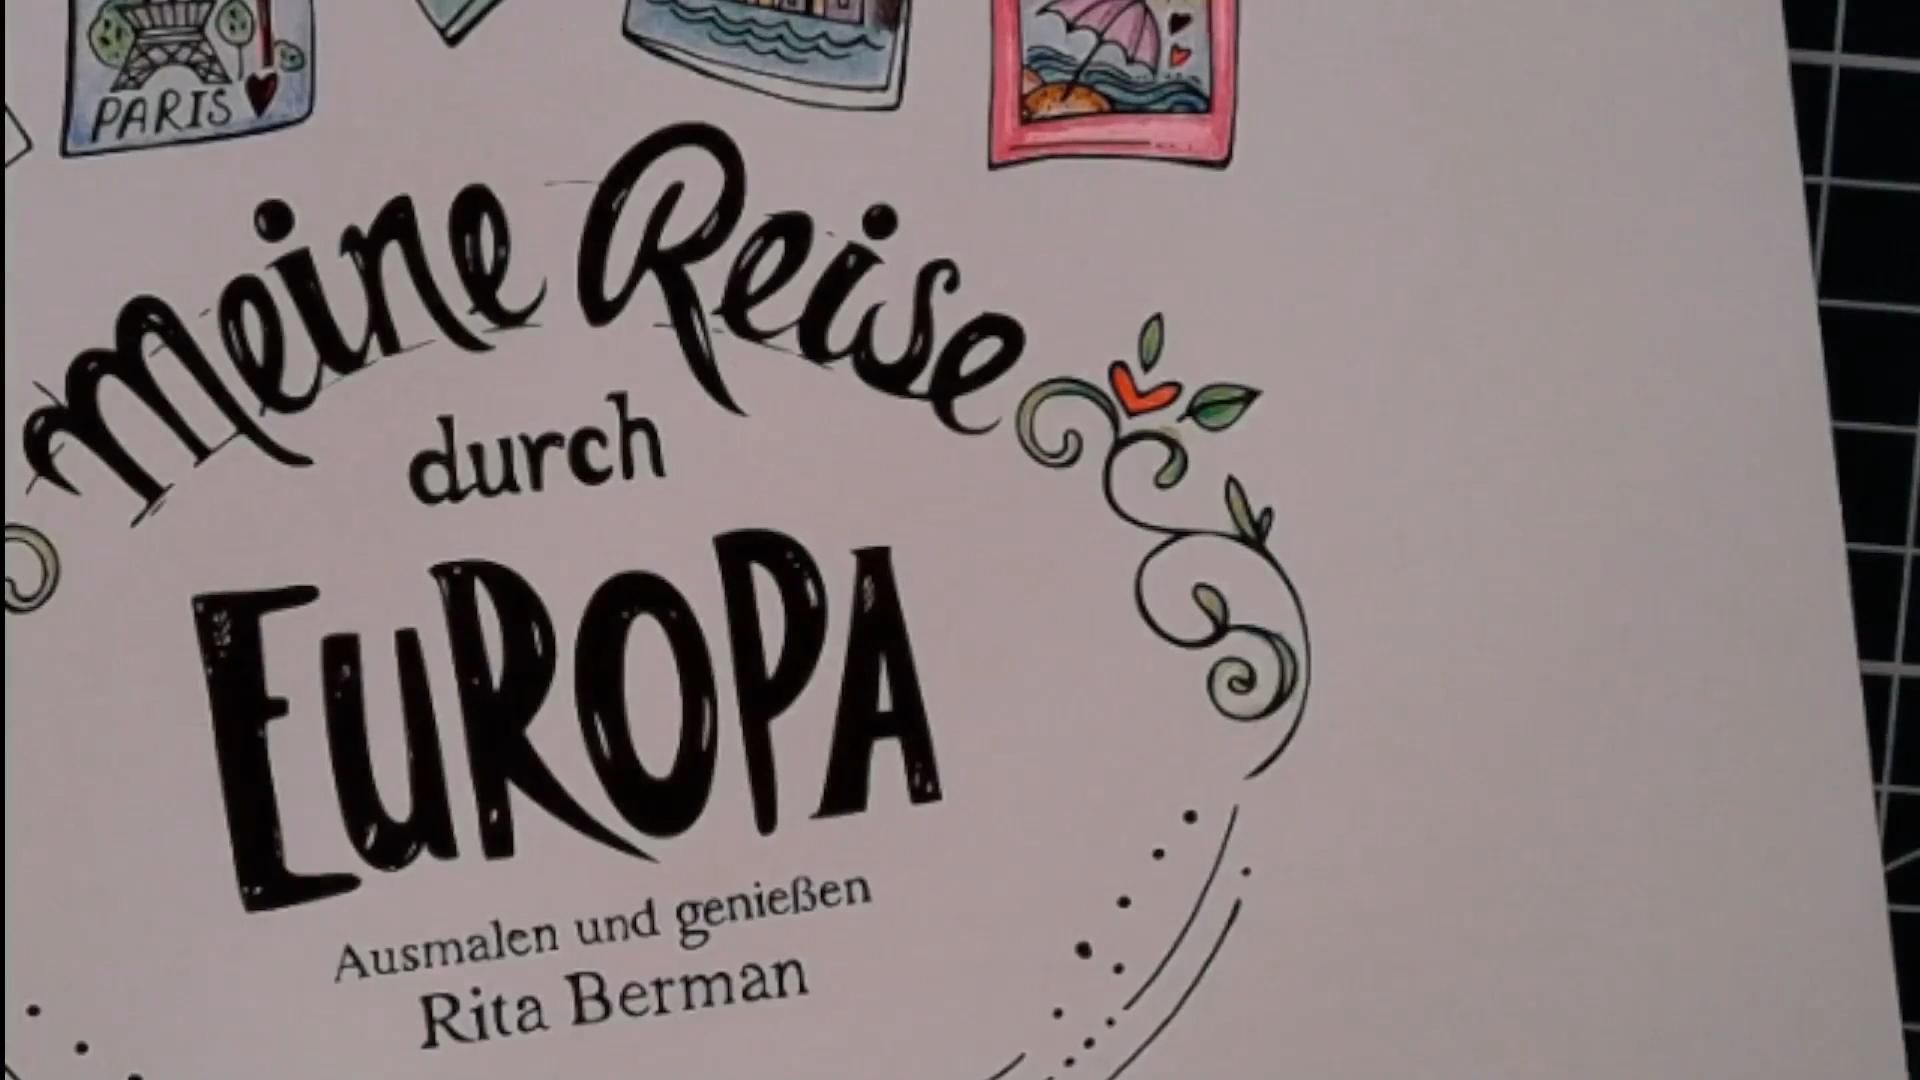 PARIS
Meine Reise
durch
EUROPA
Ausmalen und genießen
Rita Berman